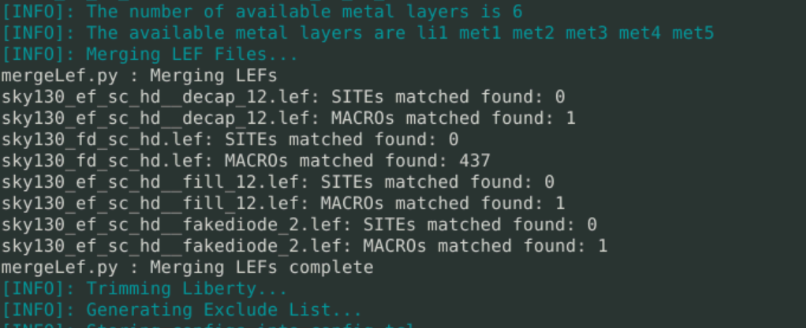 [INFO]: The number of available metal layers is 6
[INFO]: The available metal layers are li1 met1 met2 met3 met4 met5
[INFO]: Merging LEF Files...
mergeLef.py : Merging LEFs
sky130_ef_sc_hd__decap_12.lef: SITEs matched found: 0
sky130_ef_sc_hd__decap_12.lef: MACROs matched found: 1
sky130_fd_sc_hd.lef: SITEs matched found: 0
sky130_fd_sc_hd.lef: MACROs matched found: 437
sky130_ef_sc_hd__fill_12.lef: SITEs matched found: 0
sky130_ef_sc_hd__fill_12.lef: MACROs matched found: 1
sky130_ef_sc_hd__fakediode_2.lef: SITEs matched found: 0
sky130_ef_sc_hd__fakediode_2.lef: MACROs matched found: 1
mergeLef.py : Merging LEFs complete
[INFO]: Trimming Liberty...
[INFO]: Generating Exclude List...